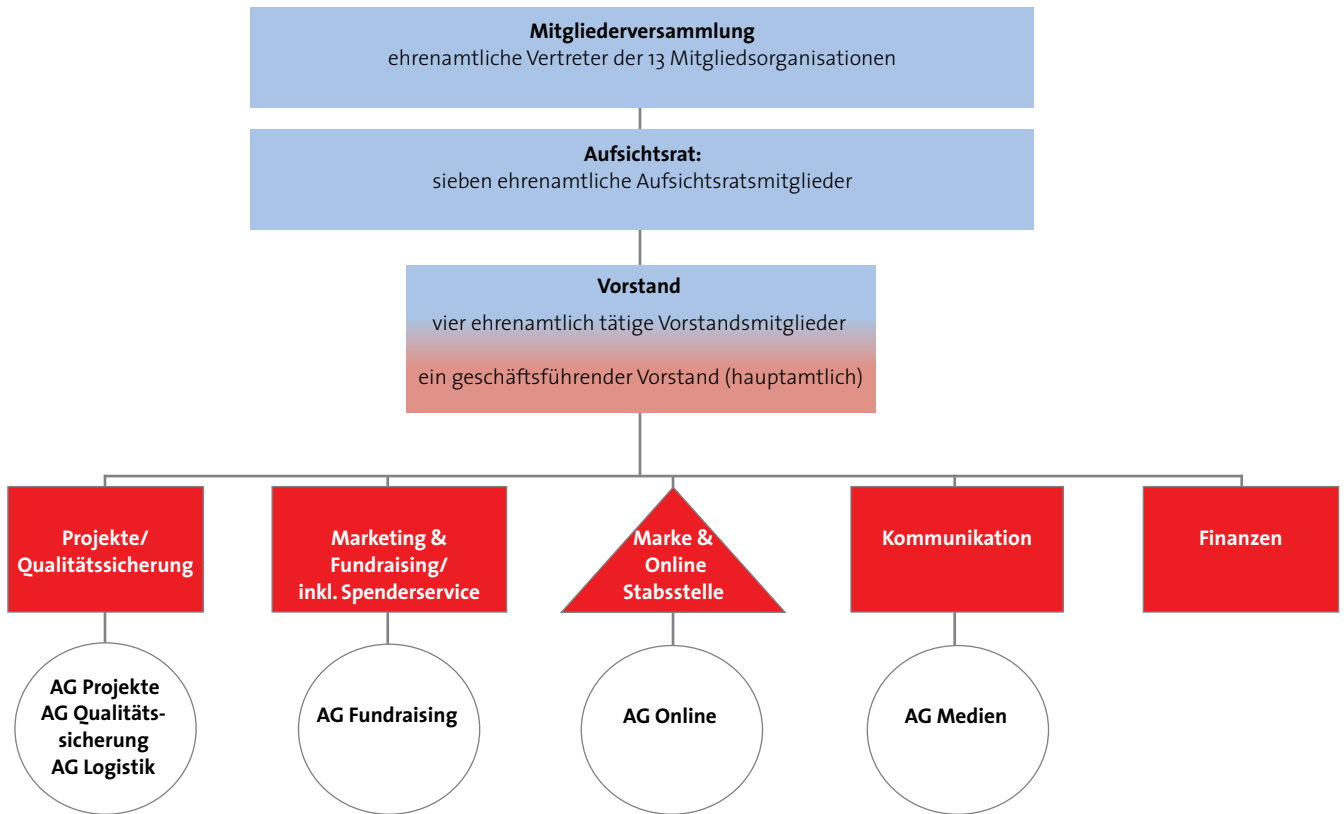 Mitgliederversammlung
ehrenamtliche Vertreter der 13 Mitgliedsorganisationen
Aufsichtsrat:
sieben ehrenamtliche Aufsichtsratsmitglieder
Vorstand
vier ehrenamtlich tätige Vorstandsmitglieder
ein geschäftsführender Vorstand (hauptamtlich)
Projekte/
Qualitätssicherung
Marketing &
Fundraising/
inkl. Spenderservice
Marke &
Online
Stabsstelle
Kommunikation
Finanzen
AG Projekte
AG Qualitäts-
sicherung
AG Logistik
AG Fundraising
AG Online
AG Medien